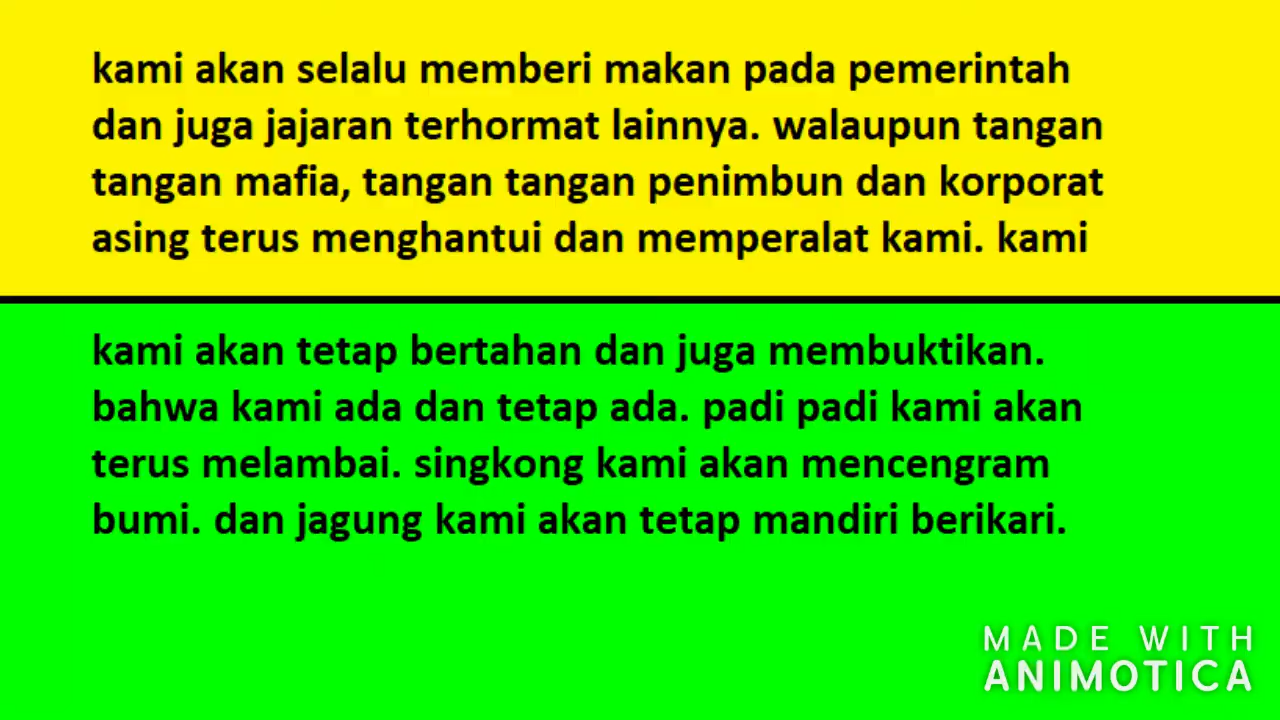 kami akan selalu memberi makan pada pemerintah
dan juga jajaran terhormat lainnya. walaupun tangan
tangan mafia, tangan tangan penimbun dan korporat
asing terus menghantui dan memperalat kami. kami
kami akan tetap bertahan dan juga membuktikan.
bahwa kami ada dan tetap ada. padi padi kami akan
terus melambai. singkong kami akan mencengram
bumi. dan jagung kami akan tetap mandiri berikari.
MADE WITH
ANIMOTICA